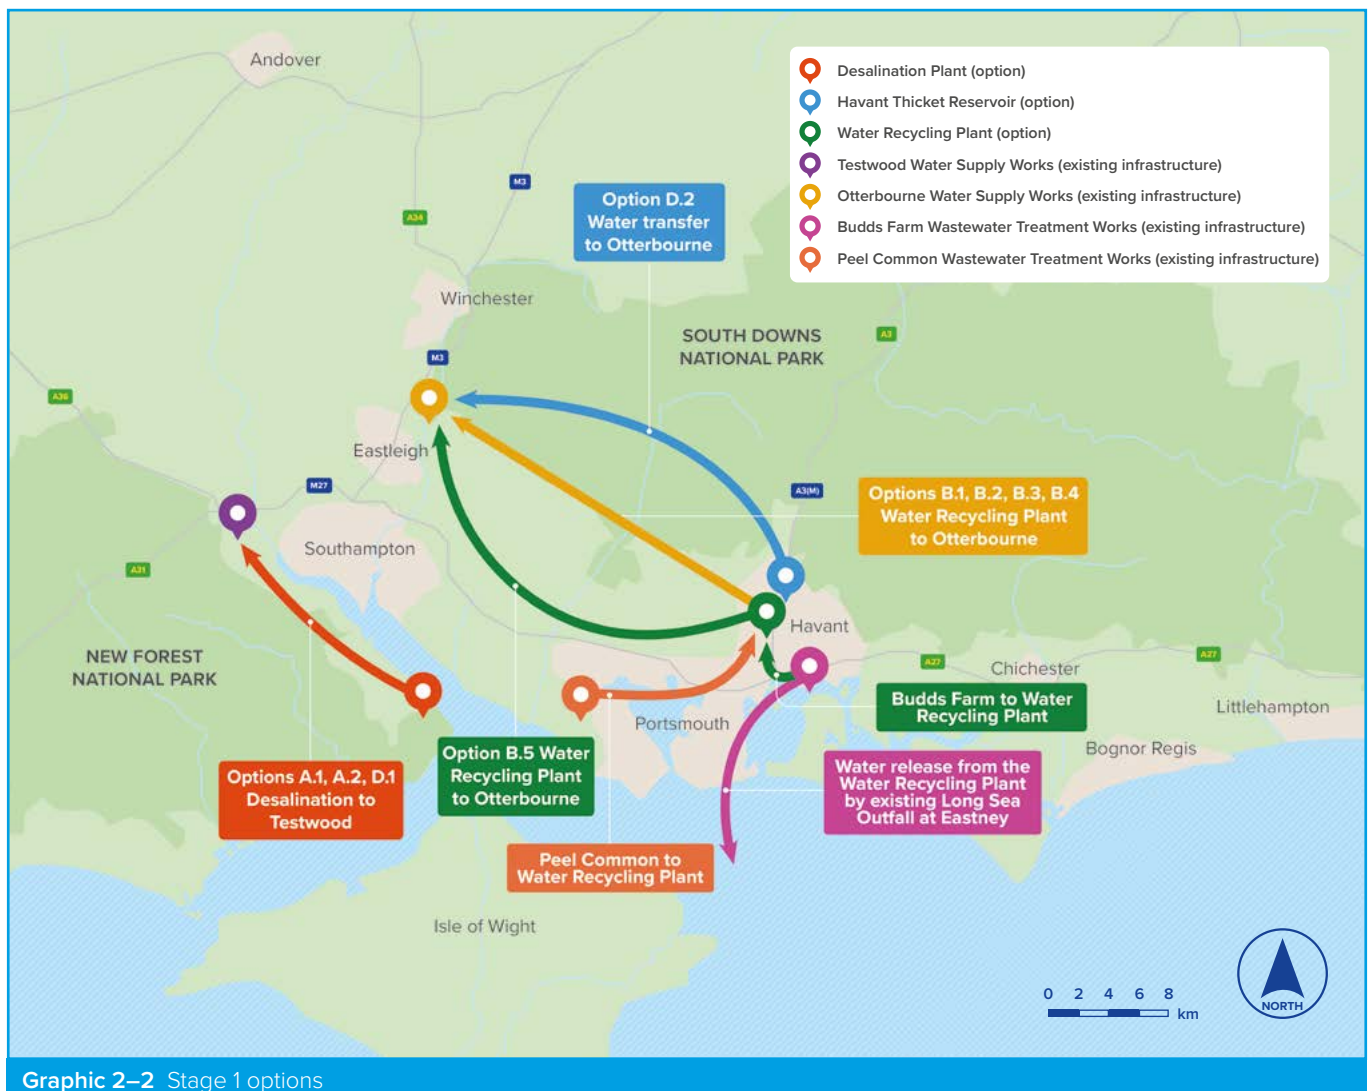 Andover
Desalination Plant (option)
Havant Thicket Reservoir (option)
Water Recycling Plant (option)
Testwood Water Supply Works (existing infrastructure)
Otterbourne Water Supply Works (existing infrastructure)
Budds Farm Wastewater Treatment Works (existing infrastructure)
Peel Common Wastewater Treatment Works (existing infrastructure)
M3
A34
Option D.2
Water transfer
to Otterbourne
Winchester
SOUTH DOWNS
NATIONAL PARK
A3
M3
A36
Eastleigh
M27
A3(M)
Options B.1, B.2, B.3, B.4
Water Recycling Plant
to Otterbourne
Southampton
A31
Havant
NEW FOREST
NATIONAL PARK
A27
Chichester
A27
Budds Farm to Water
Recycling Plant
Littlehampton
Portsmouth
Bognor Regis
Option B.5 Water
Recycling Plant
to Otterbourne
Options A.1, A.2, D.1
Desalination to
Testwood
Water release from the
Water Recycling Plant
by existing Long Sea
Outfall at Eastney
Peel Common to
Water Recycling Plant
Isle of Wight
0 2 4 6 8
km
NORTH
Graphic 2–2 Stage 1 options